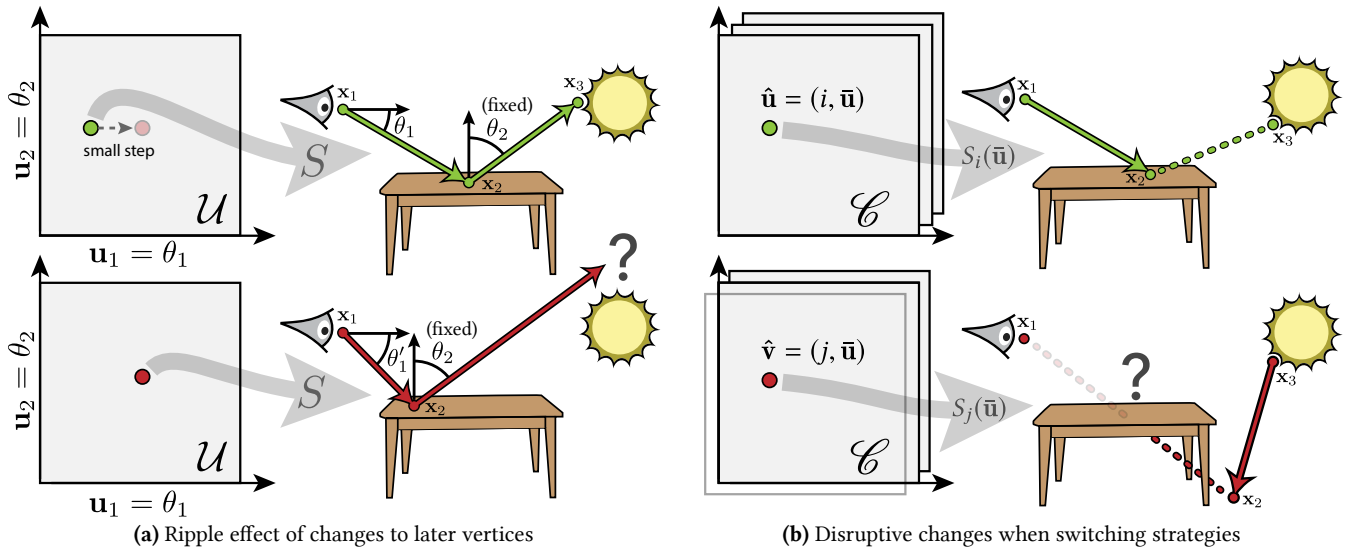 𝐮₂ = θ₂
small step
𝒰
𝐮₁ = θ₁
S
𝐱₁
θ₁
(fixed)
θ₂
𝐱₂
𝐱₃
𝐮₂ = θ₂
𝒰
𝐮₁ = θ₁
S
𝐱₁
θ′₁
(fixed)
θ₂
𝐱₂
?
(a) Ripple effect of changes to later vertices
û = (i, ū)
𝒞
Sᵢ(ū)
𝐱₁
𝐱₂
𝐱₃
v̂ = (j, ū)
𝒞
Sⱼ(ū)
𝐱₁
?
𝐱₃
𝐱₂
(b) Disruptive changes when switching strategies